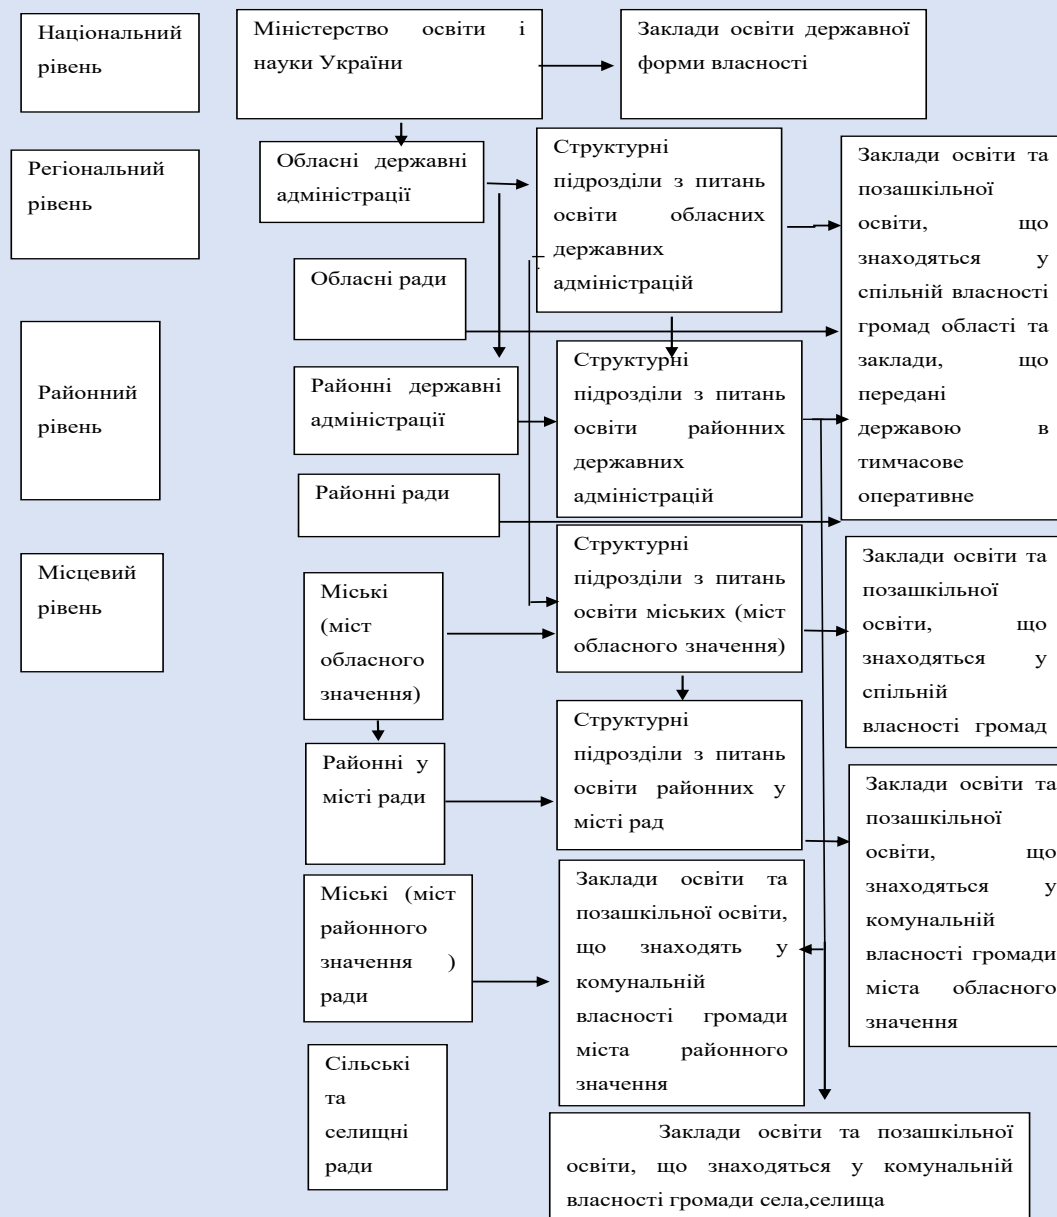 Національний
рівень
Міністерство освіти і
науки України
Заклади освіти державної
форми власності
Регіональний
рівень
Обласні державні
адміністрації
Структурні
підрозділи з питань
освіти обласних
державних
адміністрацій
Заклади освіти та
позашкільної
освіти, що
знаходяться у
спільній власності
громад області та
заклади, що
передані
державою в
тимчасове
оперативне
Обласні ради
Районний
рівень
Районні державні
адміністрації
Структурні
підрозділи з питань
освіти районних
державних
адміністрацій
Районні ради
Місцевий
рівень
Міські
(міст
обласного
значення)
Структурні
підрозділи з питань
освіти міських (міст
обласного значення)
Заклади освіти та
позашкільної
освіти, що
знаходяться у
спільній
власності громад
Районні у
місті ради
Структурні
підрозділи з питань
освіти районних у
місті рад
Заклади освіти та
позашкільної
освіти, що
знаходяться у
комунальній
власності громади
міста обласного
значення
Міські (міст
районного
значення )
ради
Заклади освіти та
позашкільної освіти,
що знаходять у
комунальній
власності громади
міста районного
значення
Сільські
та
селищні
ради
Заклади освіти та позашкільної
освіти, що знаходяться у комунальній
власності громади села,селища